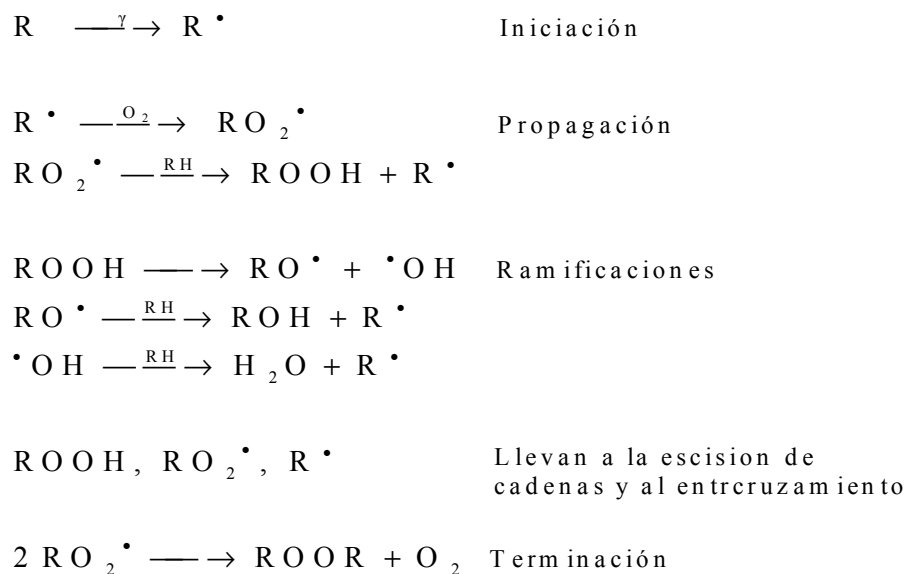 R —γ→ R• Iniciación
R• —O₂→ RO₂• Propagación
RO₂• —RH→ ROOH + R•
ROOH —→ RO• + •OH Ramificaciones
RO• —RH→ ROH + R•
•OH —RH→ H₂O + R•
ROOH, RO₂•, R• Llevan a la escision de
cadenas y al entrcruzamiento
2 RO₂• —→ ROOR + O₂ Terminación